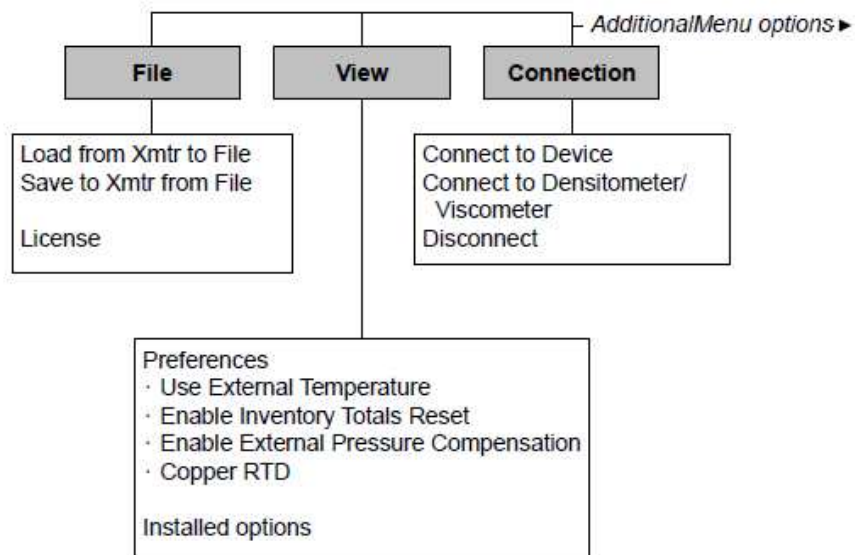 AdditionalMenu options ►
File
View
Connection
Load from Xmtr to File
Save to Xmtr from File
License
Connect to Device
Connect to Densitometer/
Viscometer
Disconnect
Preferences
· Use External Temperature
· Enable Inventory Totals Reset
· Enable External Pressure Compensation
· Copper RTD
Installed options